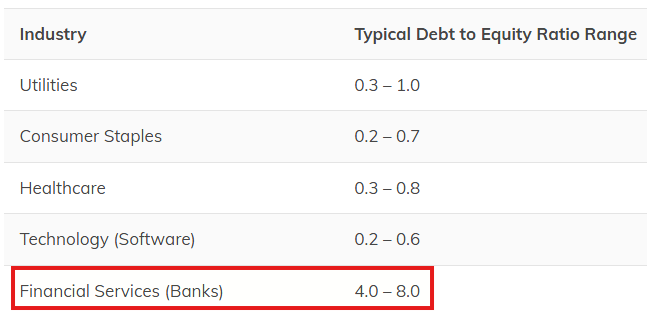 Industry Typical Debt to Equity Ratio Range
Utilities 0.3 – 1.0
Consumer Staples 0.2 – 0.7
Healthcare 0.3 – 0.8
Technology (Software) 0.2 – 0.6
Financial Services (Banks) 4.0 – 8.0